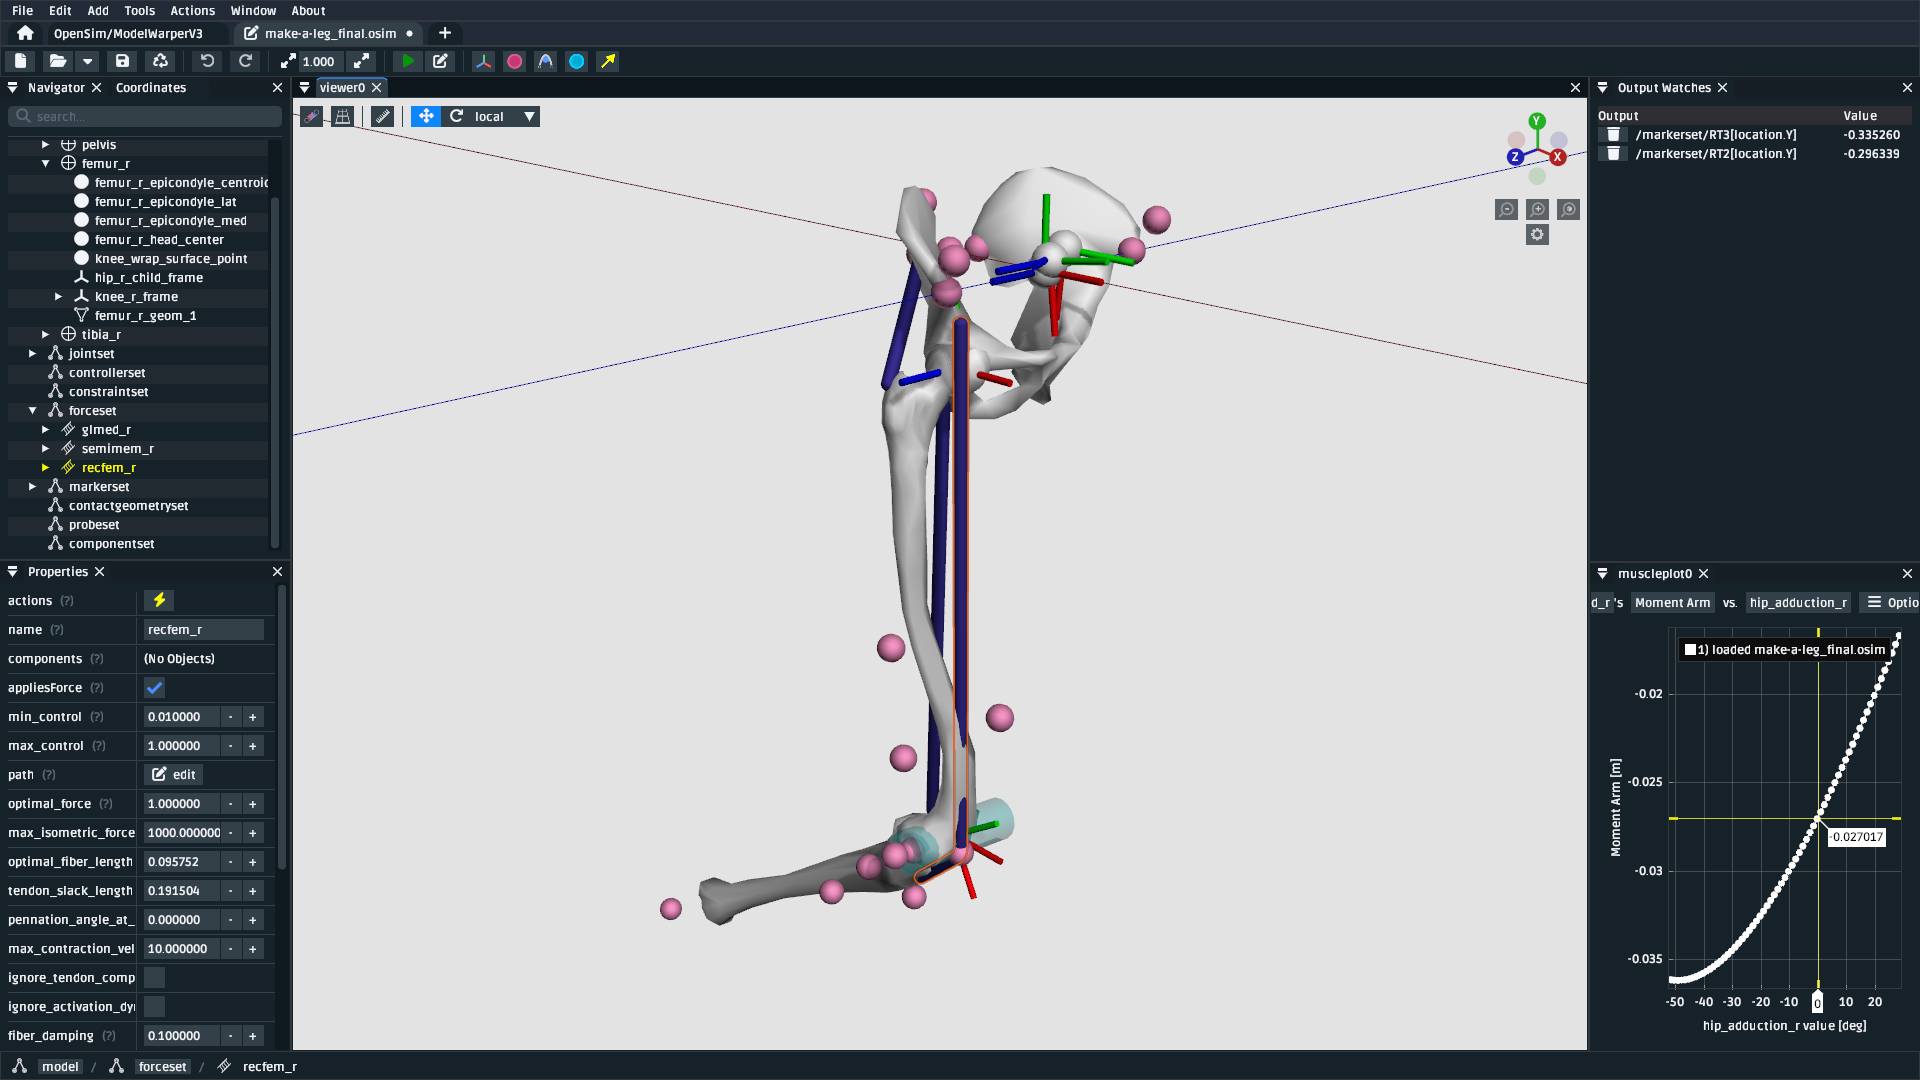 File Edit Add Tools Actions Window About
OpenSim/ModelWarperV3 make-a-leg_final.osim
1.000
Navigator Coordinates
search...
pelvis
femur_r
femur_r_epicondyle_centroid
femur_r_epicondyle_lat
femur_r_epicondyle_med
femur_r_head_center
knee_wrap_surface_point
hip_r_child_frame
knee_r_frame
femur_r_geom_1
tibia_r
jointset
controllerset
constraintset
forceset
glmed_r
semimem_r
recfem_r
markerset
contactgeometryset
probeset
componentset
Properties
actions (?)
name (?) recfem_r
components (?) (No Objects)
appliesForce (?)
min_control (?) 0.010000 - +
max_control (?) 1.000000 - +
path (?) edit
optimal_force (?) 1.000000 - +
max_isometric_force 1000.000000 - +
optimal_fiber_length 0.095752 - +
tendon_slack_length 0.191504 - +
pennation_angle_at_ 0.000000 - +
max_contraction_vel 10.000000 - +
ignore_tendon_comp
ignore_activation_dy
fiber_damping (?) 0.100000 - +
viewer0
local
Y
Z X
Output Watches
Output Value
/markerset/RT3[location.Y] -0.335260
/markerset/RT2[location.Y] -0.296339
muscleplot0
d_r 's Moment Arm vs. hip_adduction_r Optio
1) loaded make-a-leg_final.osim
-0.02
-0.025
-0.03
-0.035
Moment Arm [m]
-0.027017
-50 -40 -30 -20 -10 0 10 20
hip_adduction_r value [deg]
model / forceset / recfem_r